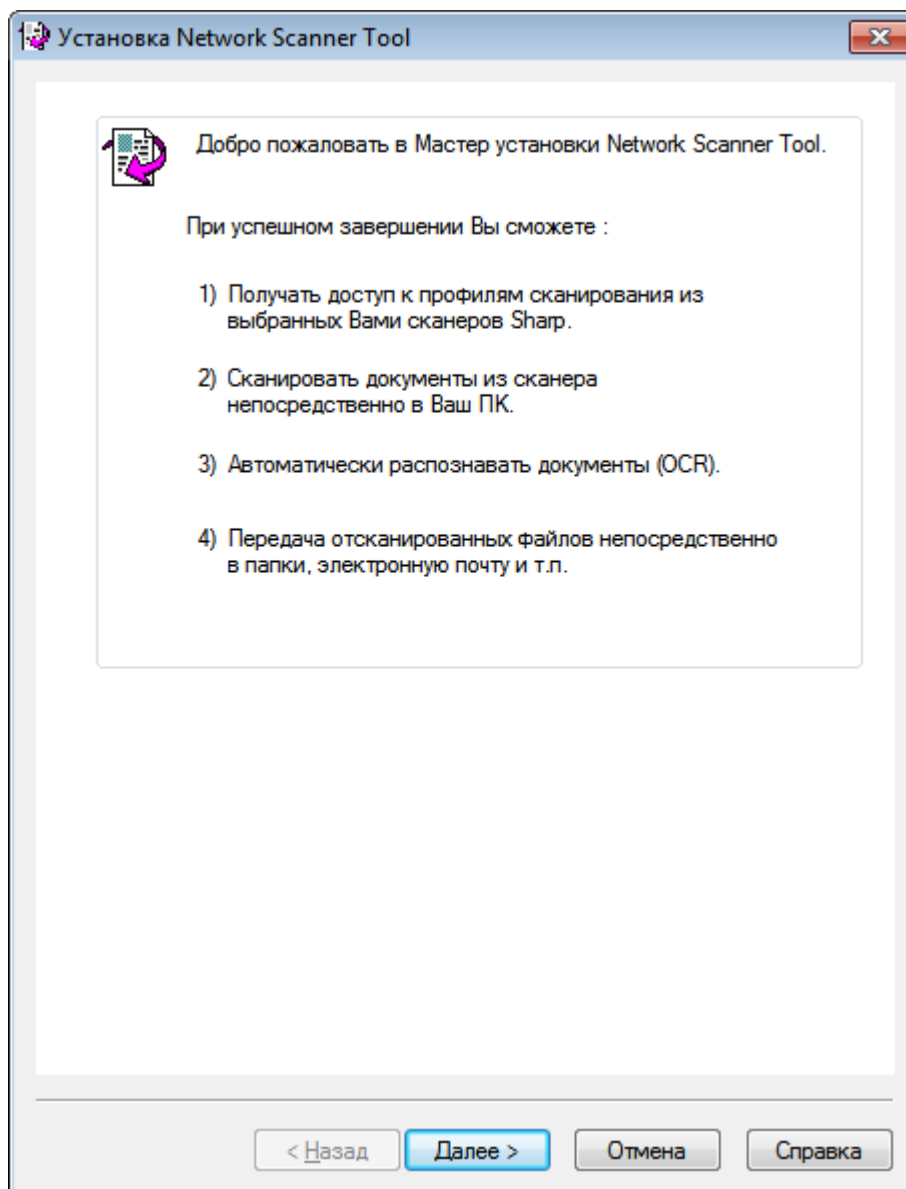 Установка Network Scanner Tool
Добро пожаловать в Мастер установки Network Scanner Tool.
При успешном завершении Вы сможете :
1) Получать доступ к профилям сканирования из
выбранных Вами сканеров Sharp.
2) Сканировать документы из сканера
непосредственно в Ваш ПК.
3) Автоматически распознавать документы (OCR).
4) Передача отсканированных файлов непосредственно
в папки, электронную почту и т.п.
< Назад Далее > Отмена Справка